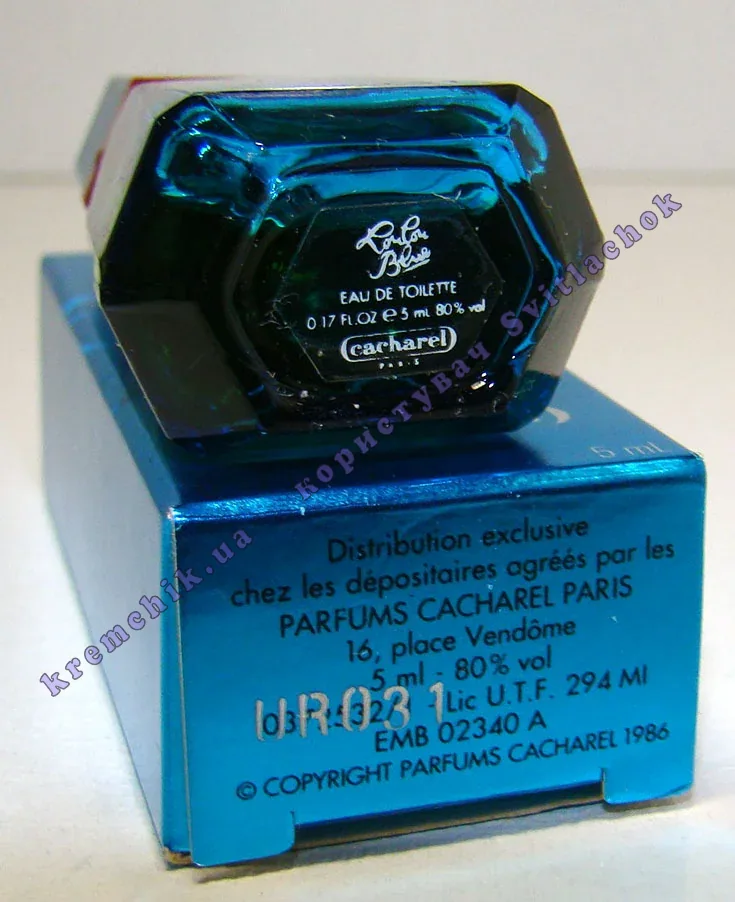 Loulou
Blue
EAU DE TOILETTE
0.17 FL.OZ e 5 ml 80% vol
cacharel
PARIS
5 ml
Distribution exclusive
chez les dépositaires agréés par les
PARFUMS CACHAREL PARIS
16, place Vendôme
5 ml - 80% vol
Lic U.T.F. 294 MI
UR031
EMB 02340 A
© COPYRIGHT PARFUMS CACHAREL 1986
kremchik.ua користувач Svitlachok